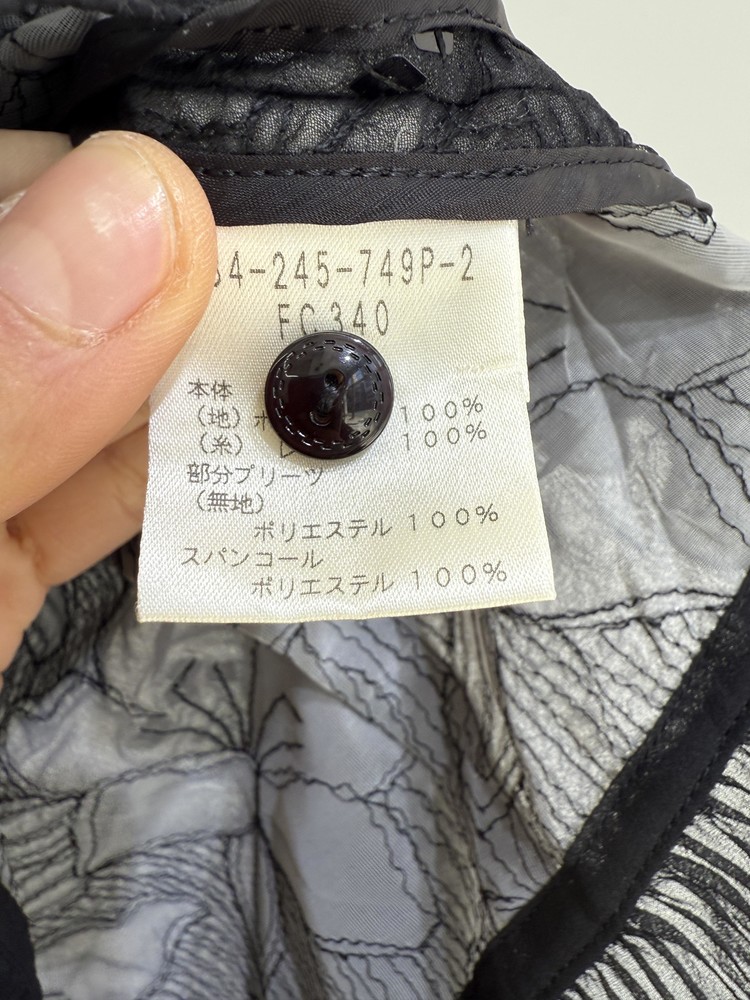 54-245-749P-2
FC340
本体
（地） 100%
（糸） 100%
部分プリーツ
（無地）
ポリエステル 100%
スパンコール
ポリエステル 100%